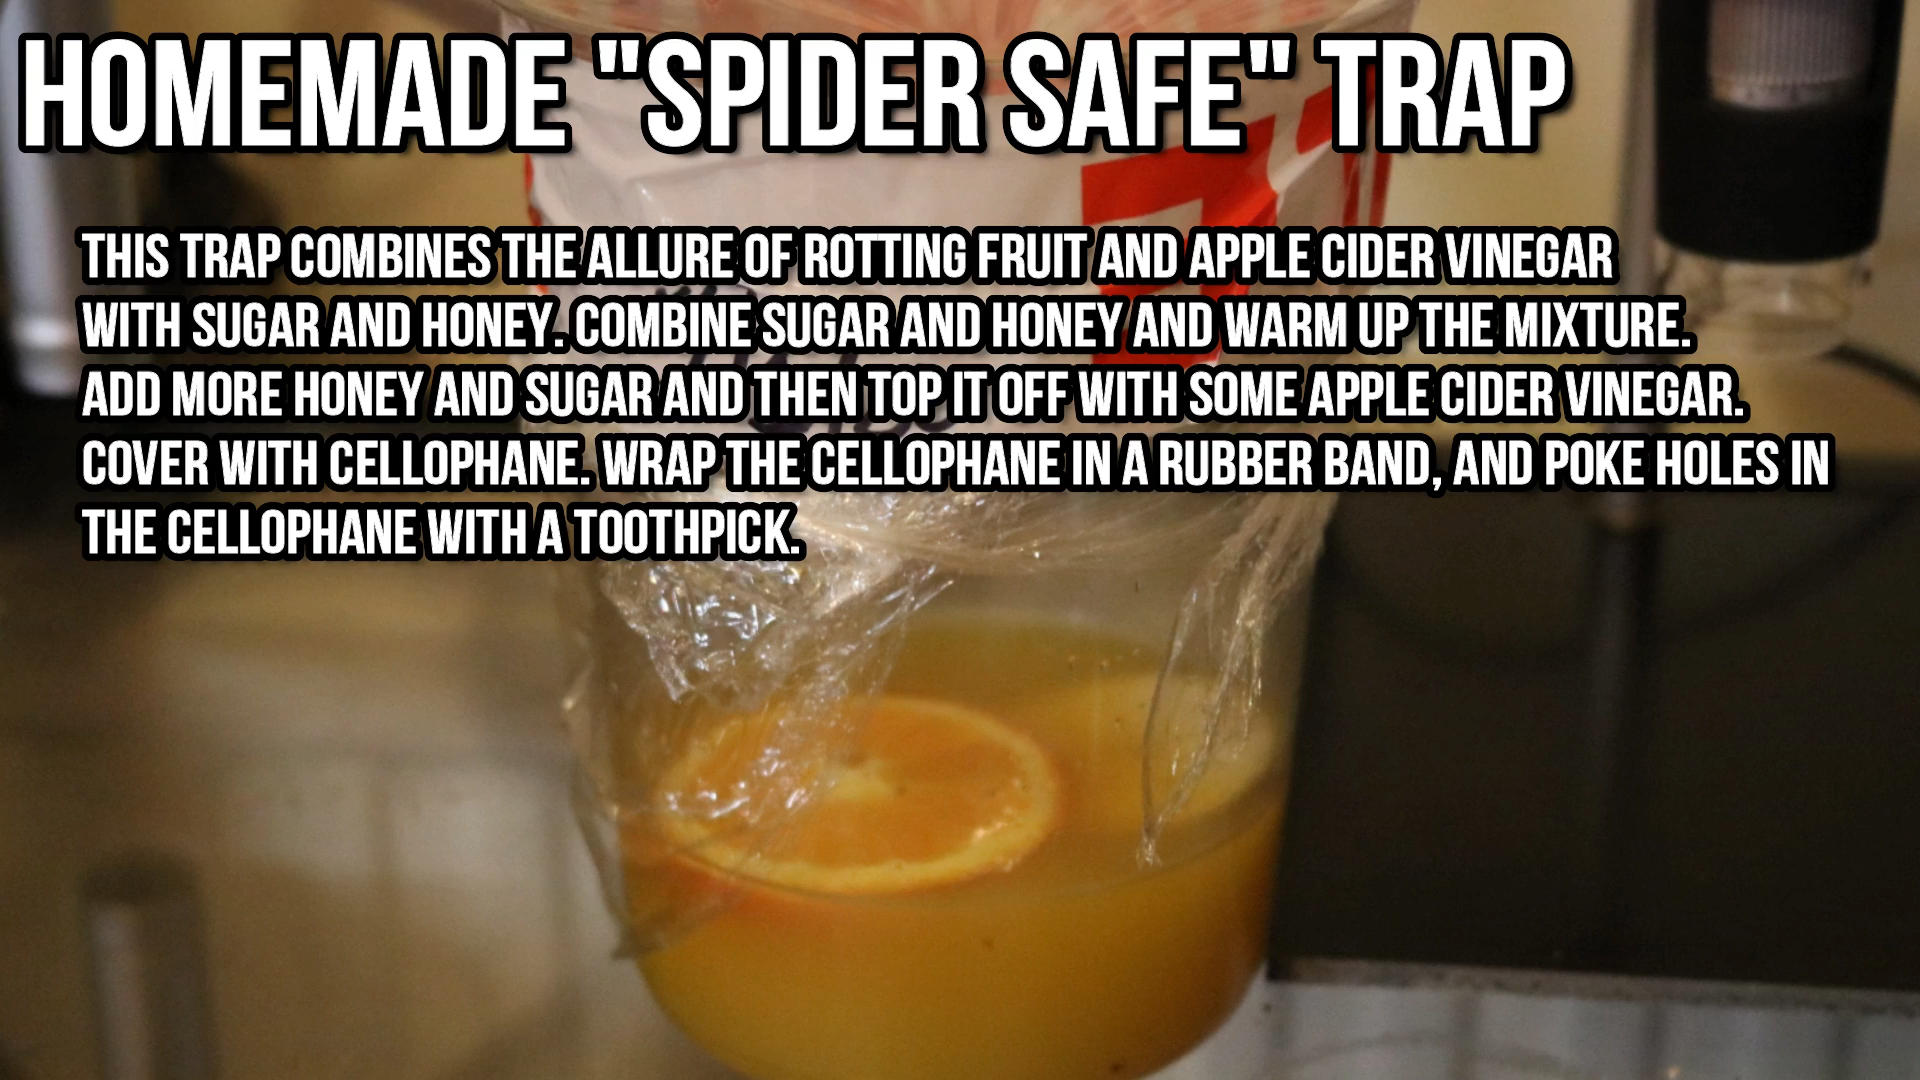 HOMEMADE "SPIDER SAFE" TRAP
THIS TRAP COMBINES THE ALLURE OF ROTTING FRUIT AND APPLE CIDER VINEGAR
WITH SUGAR AND HONEY. COMBINE SUGAR AND HONEY AND WARM UP THE MIXTURE.
ADD MORE HONEY AND SUGAR AND THEN TOP IT OFF WITH SOME APPLE CIDER VINEGAR.
COVER WITH CELLOPHANE. WRAP THE CELLOPHANE IN A RUBBER BAND, AND POKE HOLES IN
THE CELLOPHANE WITH A TOOTHPICK.